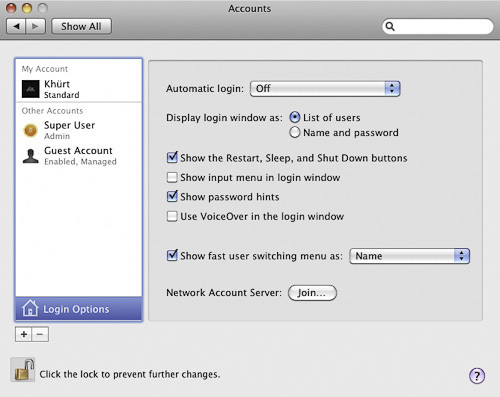 Accounts
Show All
My Account
Khürt
Standard
Other Accounts
Super User
Admin
Guest Account
Enabled, Managed
Login Options
+ −
Automatic login: Off
Display login window as: List of users
Name and password
Show the Restart, Sleep, and Shut Down buttons
Show input menu in login window
Show password hints
Use VoiceOver in the login window
Show fast user switching menu as: Name
Network Account Server: Join...
Click the lock to prevent further changes.
?